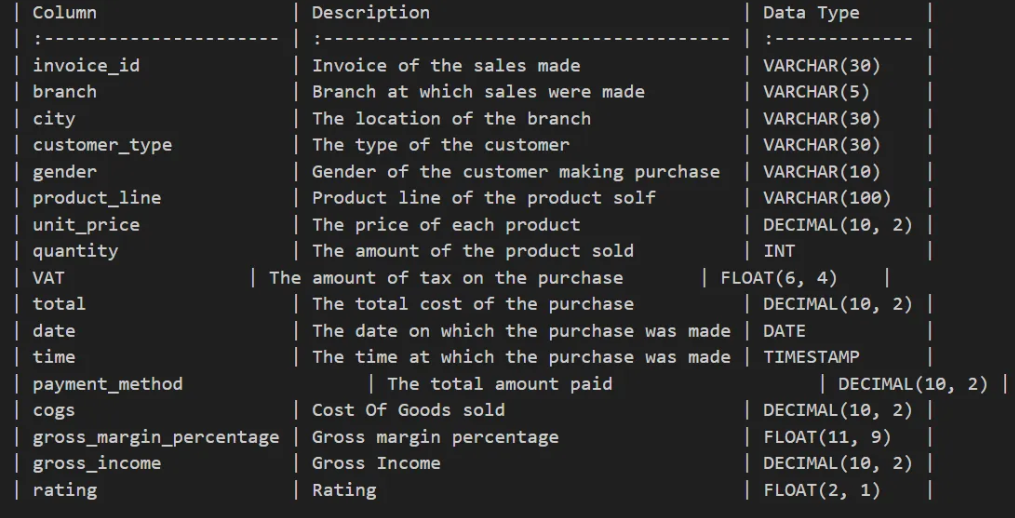 | Column                  | Description                             | Data Type      |
| :---------------------- | :-------------------------------------- | :------------- |
| invoice_id              | Invoice of the sales made               | VARCHAR(30)    |
| branch                  | Branch at which sales were made         | VARCHAR(5)     |
| city                    | The location of the branch              | VARCHAR(30)    |
| customer_type           | The type of the customer                | VARCHAR(30)    |
| gender                  | Gender of the customer making purchase  | VARCHAR(10)    |
| product_line            | Product line of the product solf        | VARCHAR(100)   |
| unit_price              | The price of each product               | DECIMAL(10, 2) |
| quantity                | The amount of the product sold          | INT            |
| VAT                 | The amount of tax on the purchase       | FLOAT(6, 4)    |
| total                   | The total cost of the purchase          | DECIMAL(10, 2) |
| date                    | The date on which the purchase was made | DATE           |
| time                    | The time at which the purchase was made | TIMESTAMP      |
| payment_method                 | The total amount paid                   | DECIMAL(10, 2) |
| cogs                    | Cost Of Goods sold                      | DECIMAL(10, 2) |
| gross_margin_percentage | Gross margin percentage                 | FLOAT(11, 9)   |
| gross_income            | Gross Income                            | DECIMAL(10, 2) |
| rating                  | Rating                                  | FLOAT(2, 1)    |